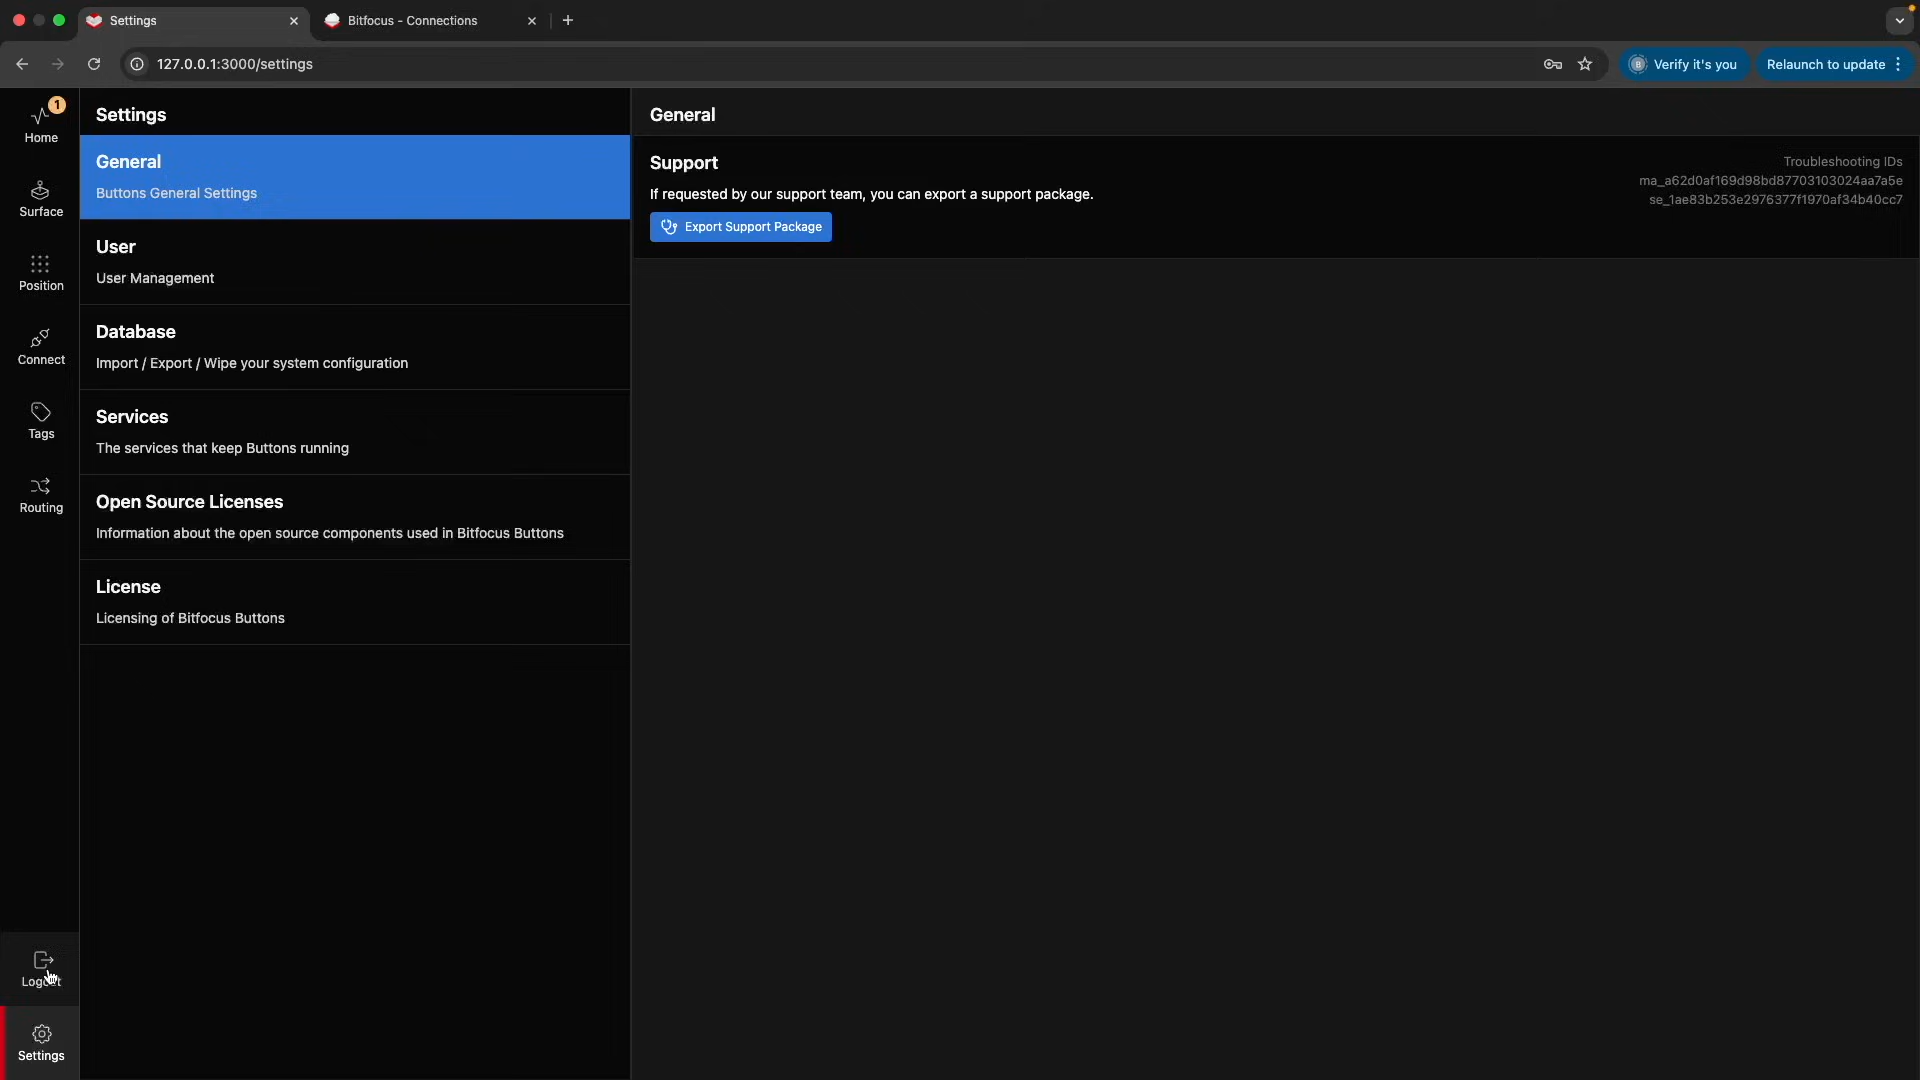 Settings
Bitfocus - Connections
127.0.0.1:3000/settings
B
Verify it's you
Relaunch to update
1
Home
Surface
Position
Connect
Tags
Routing
Logout
Settings
Settings
General
Buttons General Settings
User
User Management
Database
Import / Export / Wipe your system configuration
Services
The services that keep Buttons running
Open Source Licenses
Information about the open source components used in Bitfocus Buttons
License
Licensing of Bitfocus Buttons
General
Support
If requested by our support team, you can export a support package.
Export Support Package
Troubleshooting IDs
ma_a62d0af169d98bd87703103024aa7a5e
se_1ae83b253e2976377f1970af34b40cc7